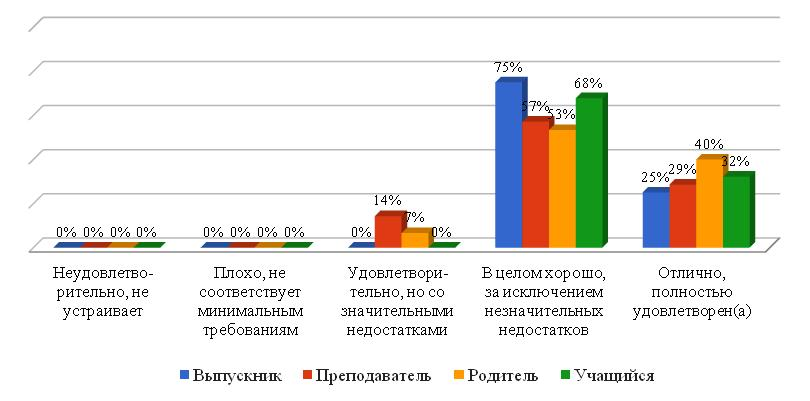 75%
57%
53%
68%
40%
25%
29%
32%
14%
7%
0% 0% 0% 0%
0% 0% 0% 0%
0%
0%
Неудовлетво-
рительно, не
устраивает
Плохо, не
соответствует
минимальным
требованиям
Удовлетвори-
тельно, но со
значительными
недостатками
В целом хорошо,
за исключением
незначительных
недостатков
Отлично,
полностью
удовлетворен(а)
Выпускник Преподаватель Родитель Учащийся